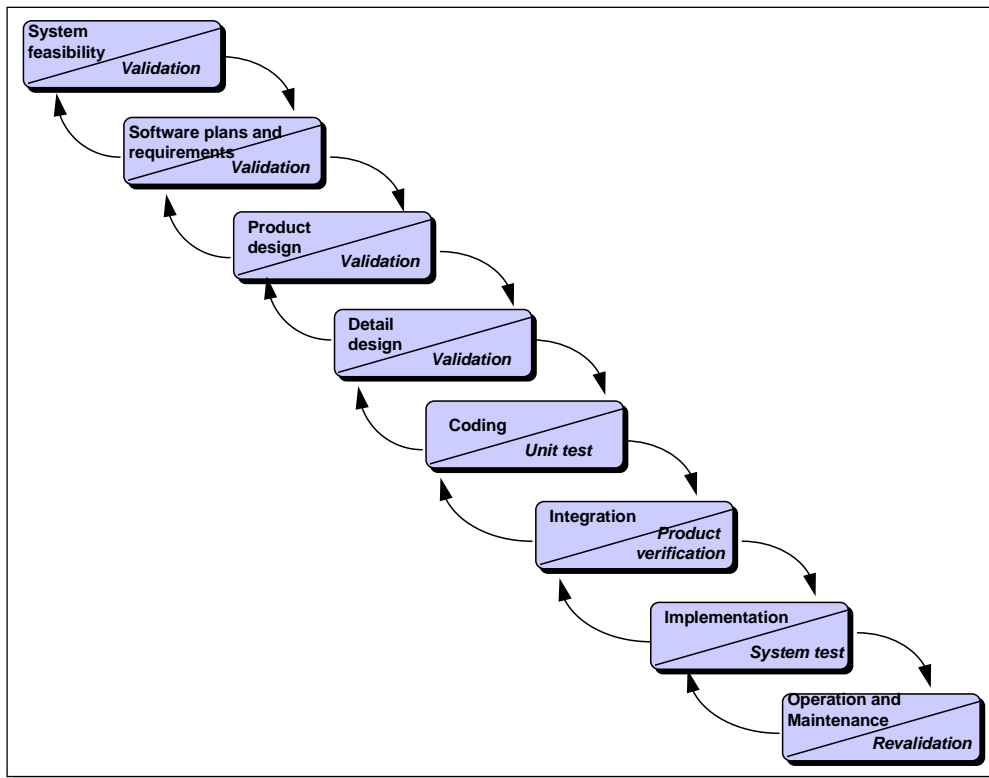 System
feasibility
Validation
Software plans and
requirements
Validation
Product
design
Validation
Detail
design
Validation
Coding
Unit test
Integration
Product
verification
Implementation
System test
Operation and
Maintenance
Revalidation